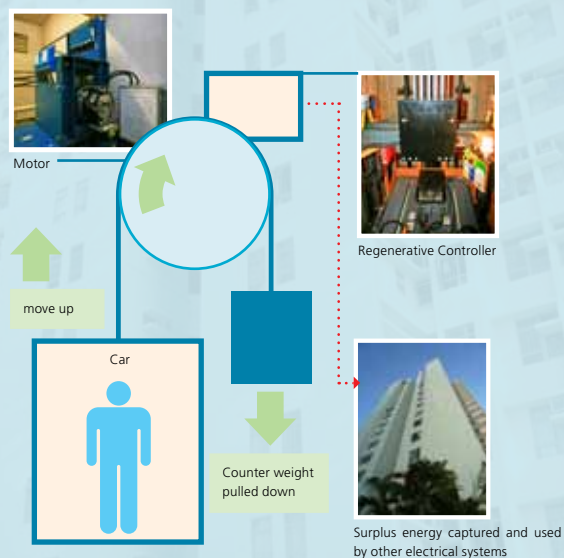 Motor
Regenerative Controller
move up
Car
Counter weight
pulled down
Surplus energy captured and used
by other electrical systems